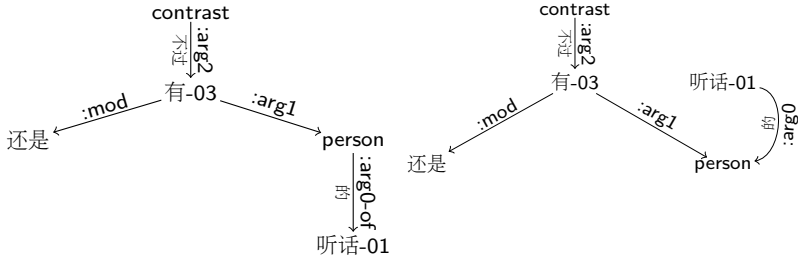 contrast
:arg2
不过
有-03
:mod
:arg1
还是
person
:arg0-of
的
听话-01
contrast
:arg2
不过
有-03
听话-01
:mod
:arg1
:arg0
的
还是
person